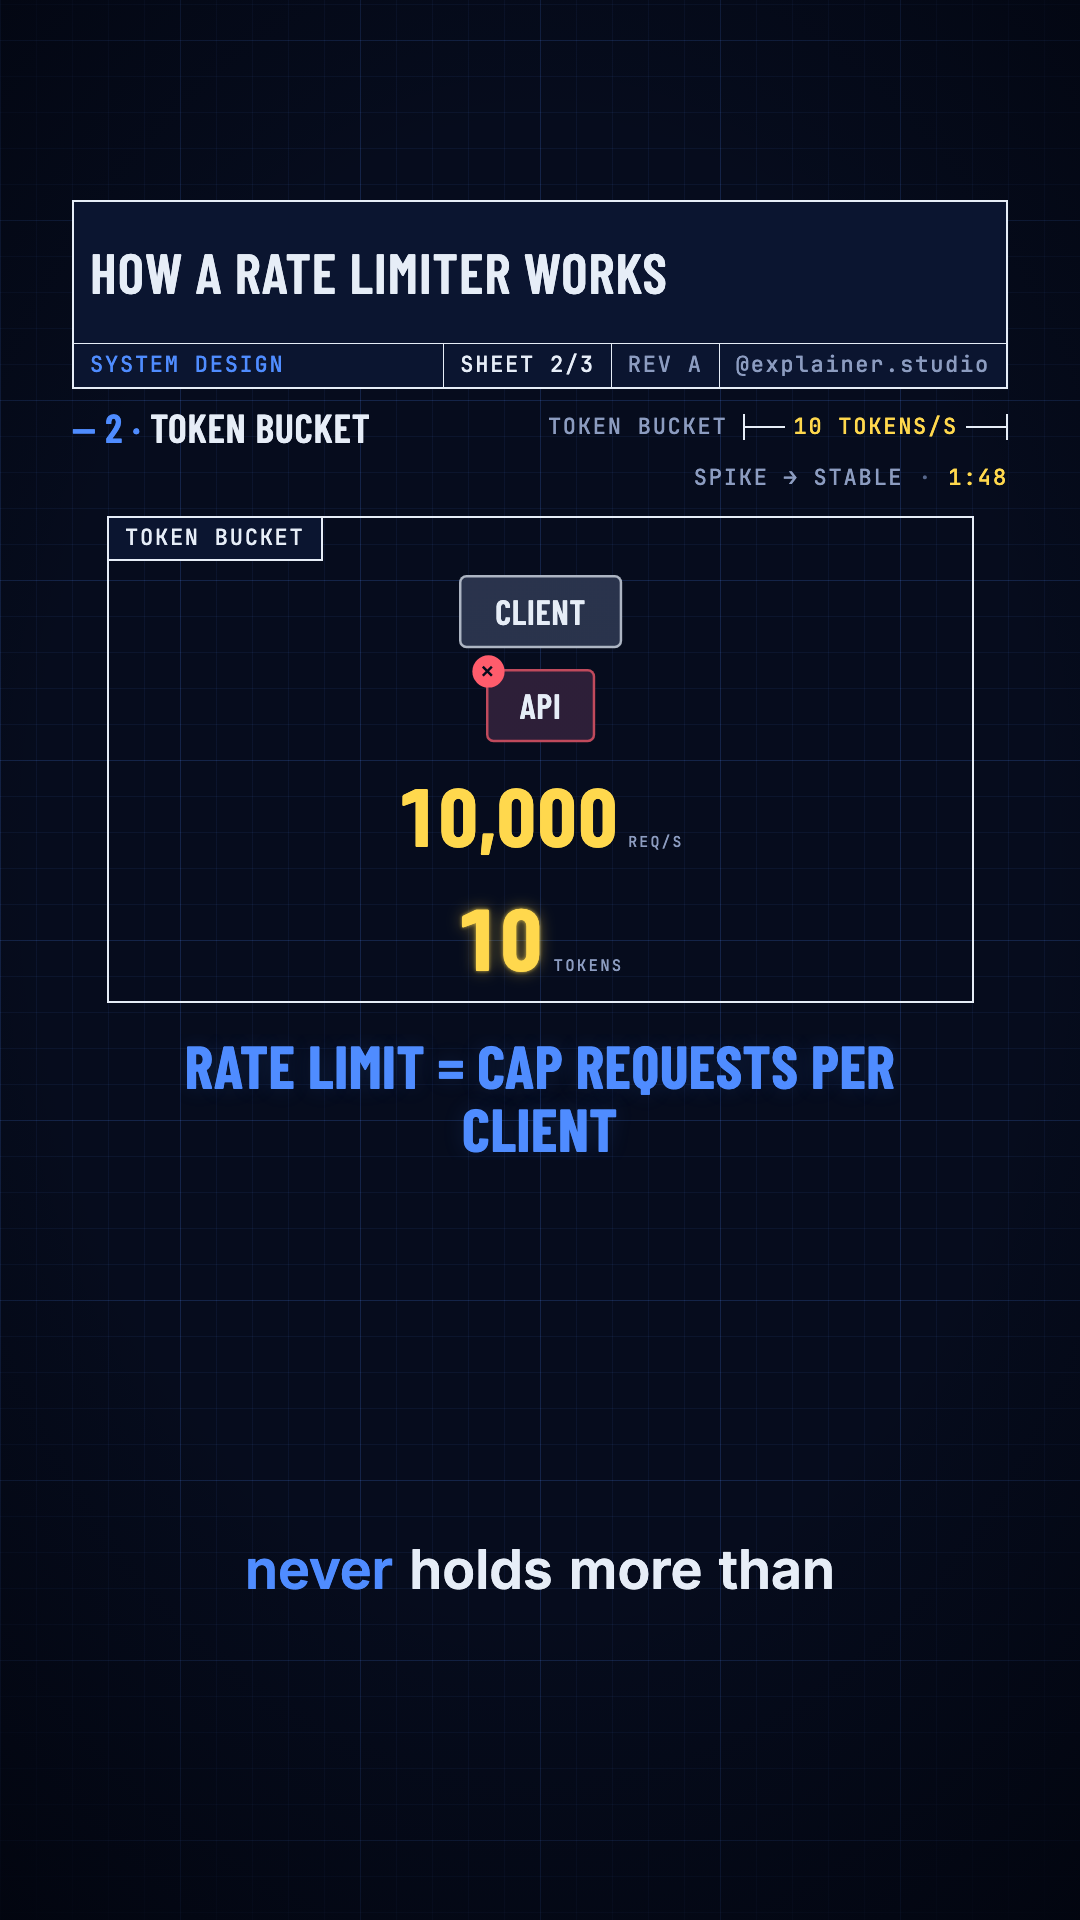 HOW A RATE LIMITER WORKS
SYSTEM DESIGN SHEET 2/3 REV A @explainer.studio
— 2 · TOKEN BUCKET
TOKEN BUCKET 10 TOKENS/S
SPIKE → STABLE · 1:48
TOKEN BUCKET
CLIENT
×
API
10,000 REQ/S
10 TOKENS
RATE LIMIT = CAP REQUESTS PER
CLIENT
never holds more than